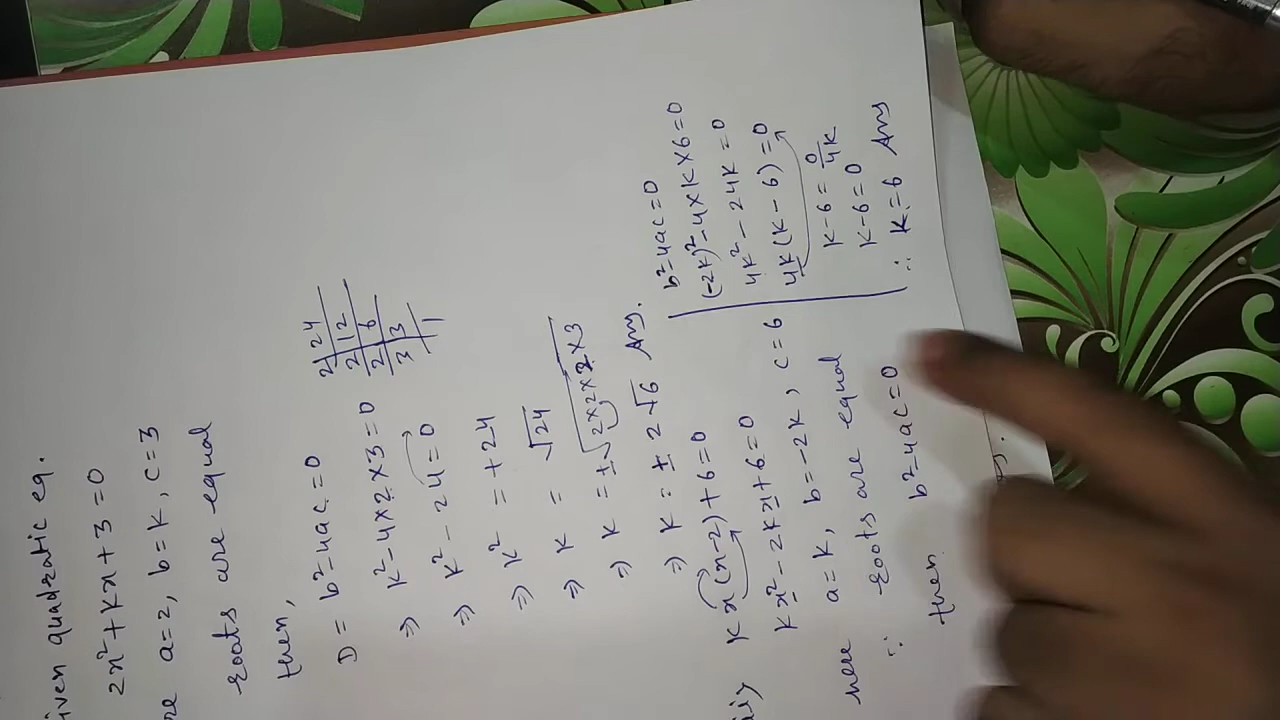 iven quadratic eq.
2x²+Kx+3=0
re a=2, b=K, c=3
roots are equal
then,
D = b²-4ac=0
⇒ K²-4×2×3=0
⇒ K²-24=0
⇒ K² = +24
⇒ K = √24
⇒ K = ±√2×2×2×3
⇒ K = ±2√6 Ans.
2 24
2 12
2 6
3 3
1
ii) Kx(x-2)+6=0
Kx²-2Kx+6=0
here a=K, b=-2K, c=6
∵ roots are equal
then b²-4ac=0
b²-4ac=0
(-2K)²-4×K×6=0
4K²-24K=0
4K(K-6)=0
K-6=0/4K
K-6=0
∴ K=6 Ans